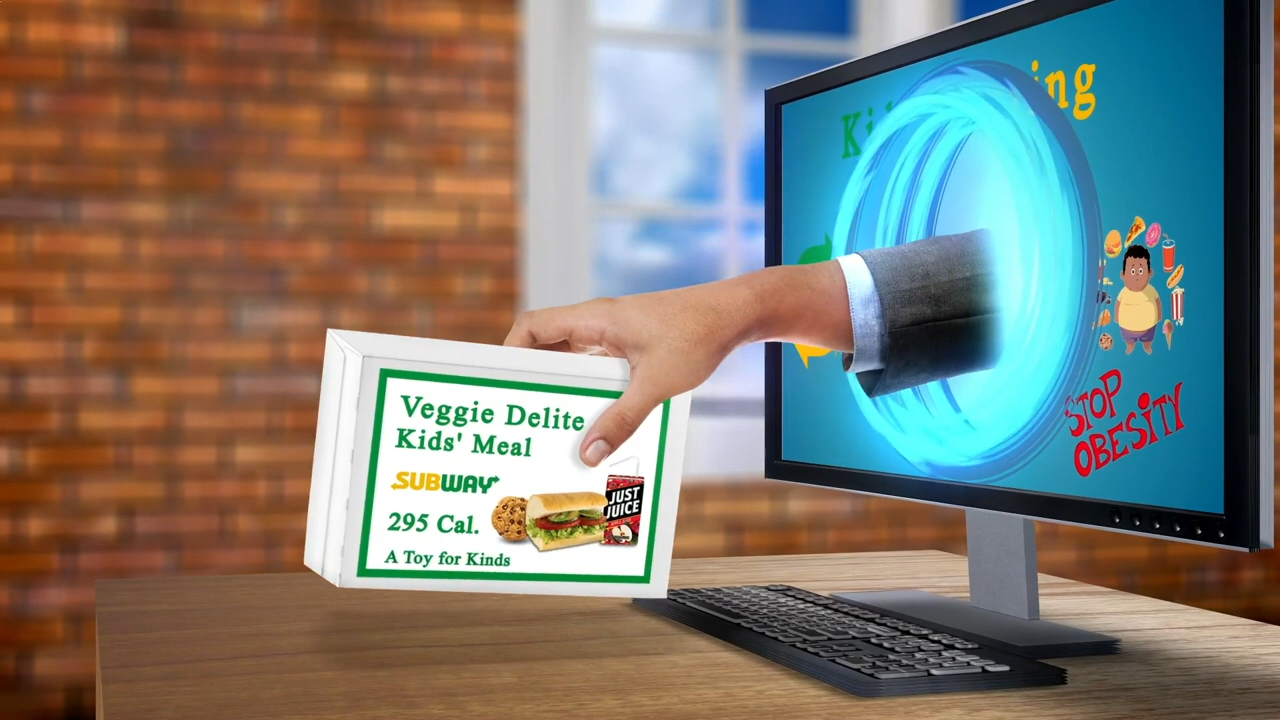 Veggie Delite
Kids' Meal
SUBWAY
295 Cal.
A Toy for Kinds
JUST
JUICE
STOP
OBESITY